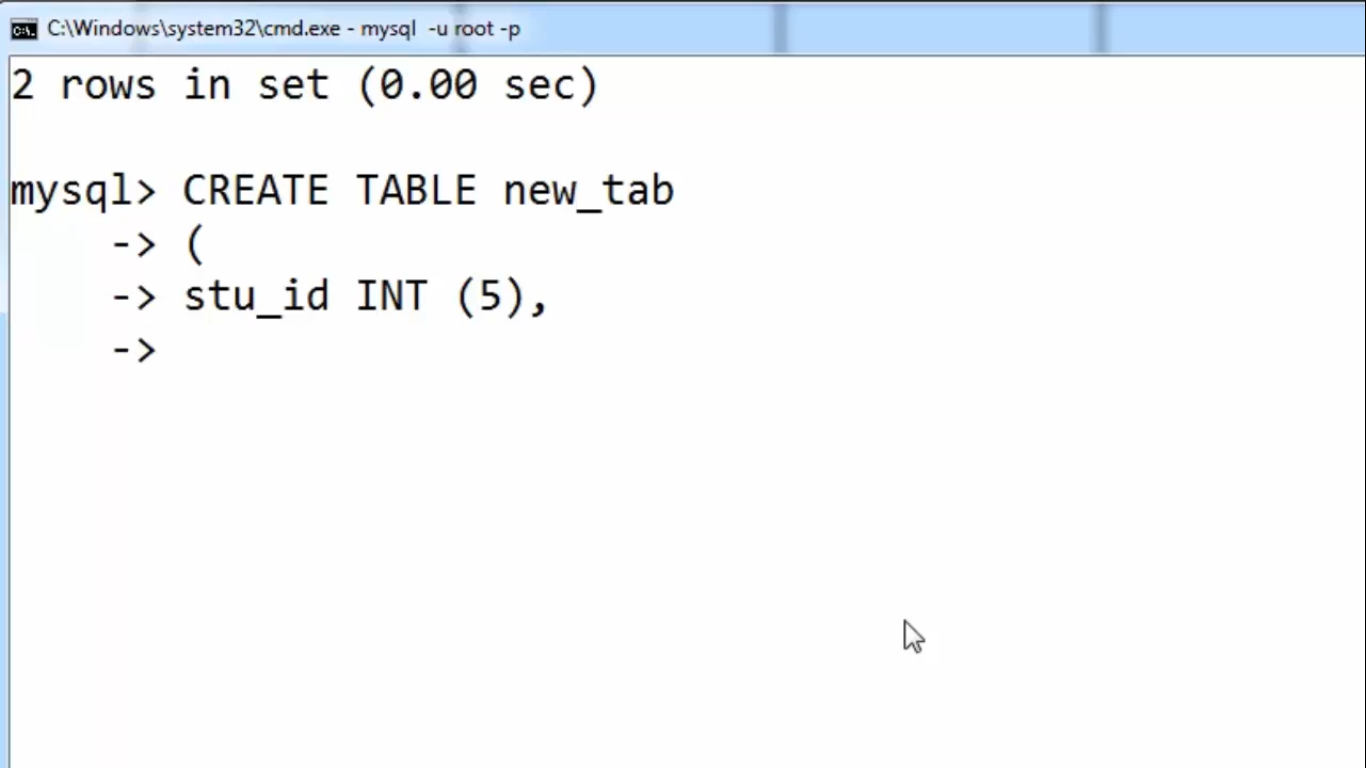 C:\Windows\system32\cmd.exe - mysql  -u root -p
2 rows in set (0.00 sec)
mysql> CREATE TABLE new_tab
    -> (
    -> stu_id INT (5),
    ->